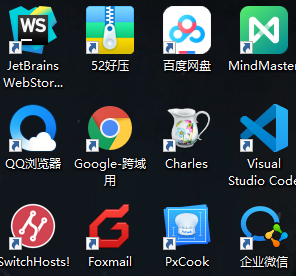 WS
JetBrains 52好压 百度网盘 MindMaster
WebStor...
QQ浏览器 Google-跨域 Charles Visual
用 Studio Code
SwitchHosts! Foxmail PxCook 企业微信